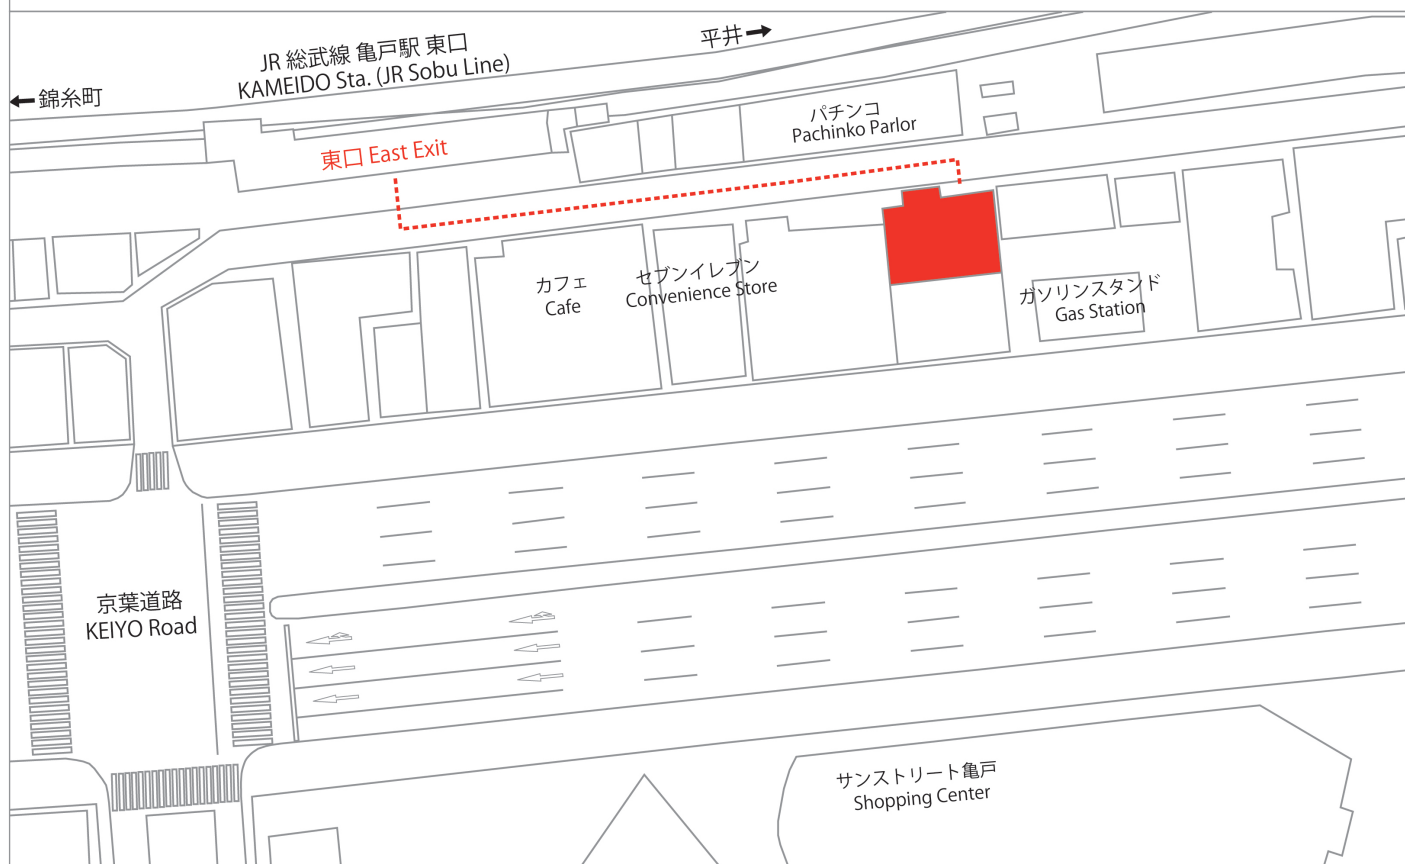 JR 総武線 亀戸駅 東口
KAMEIDO Sta. (JR Sobu Line)
平井
錦糸町
東口 East Exit
パチンコ
Pachinko Parlor
カフェ
Cafe
セブンイレブン
Convenience Store
ガソリンスタンド
Gas Station
京葉道路
KEIYO Road
サンストリート亀戸
Shopping Center